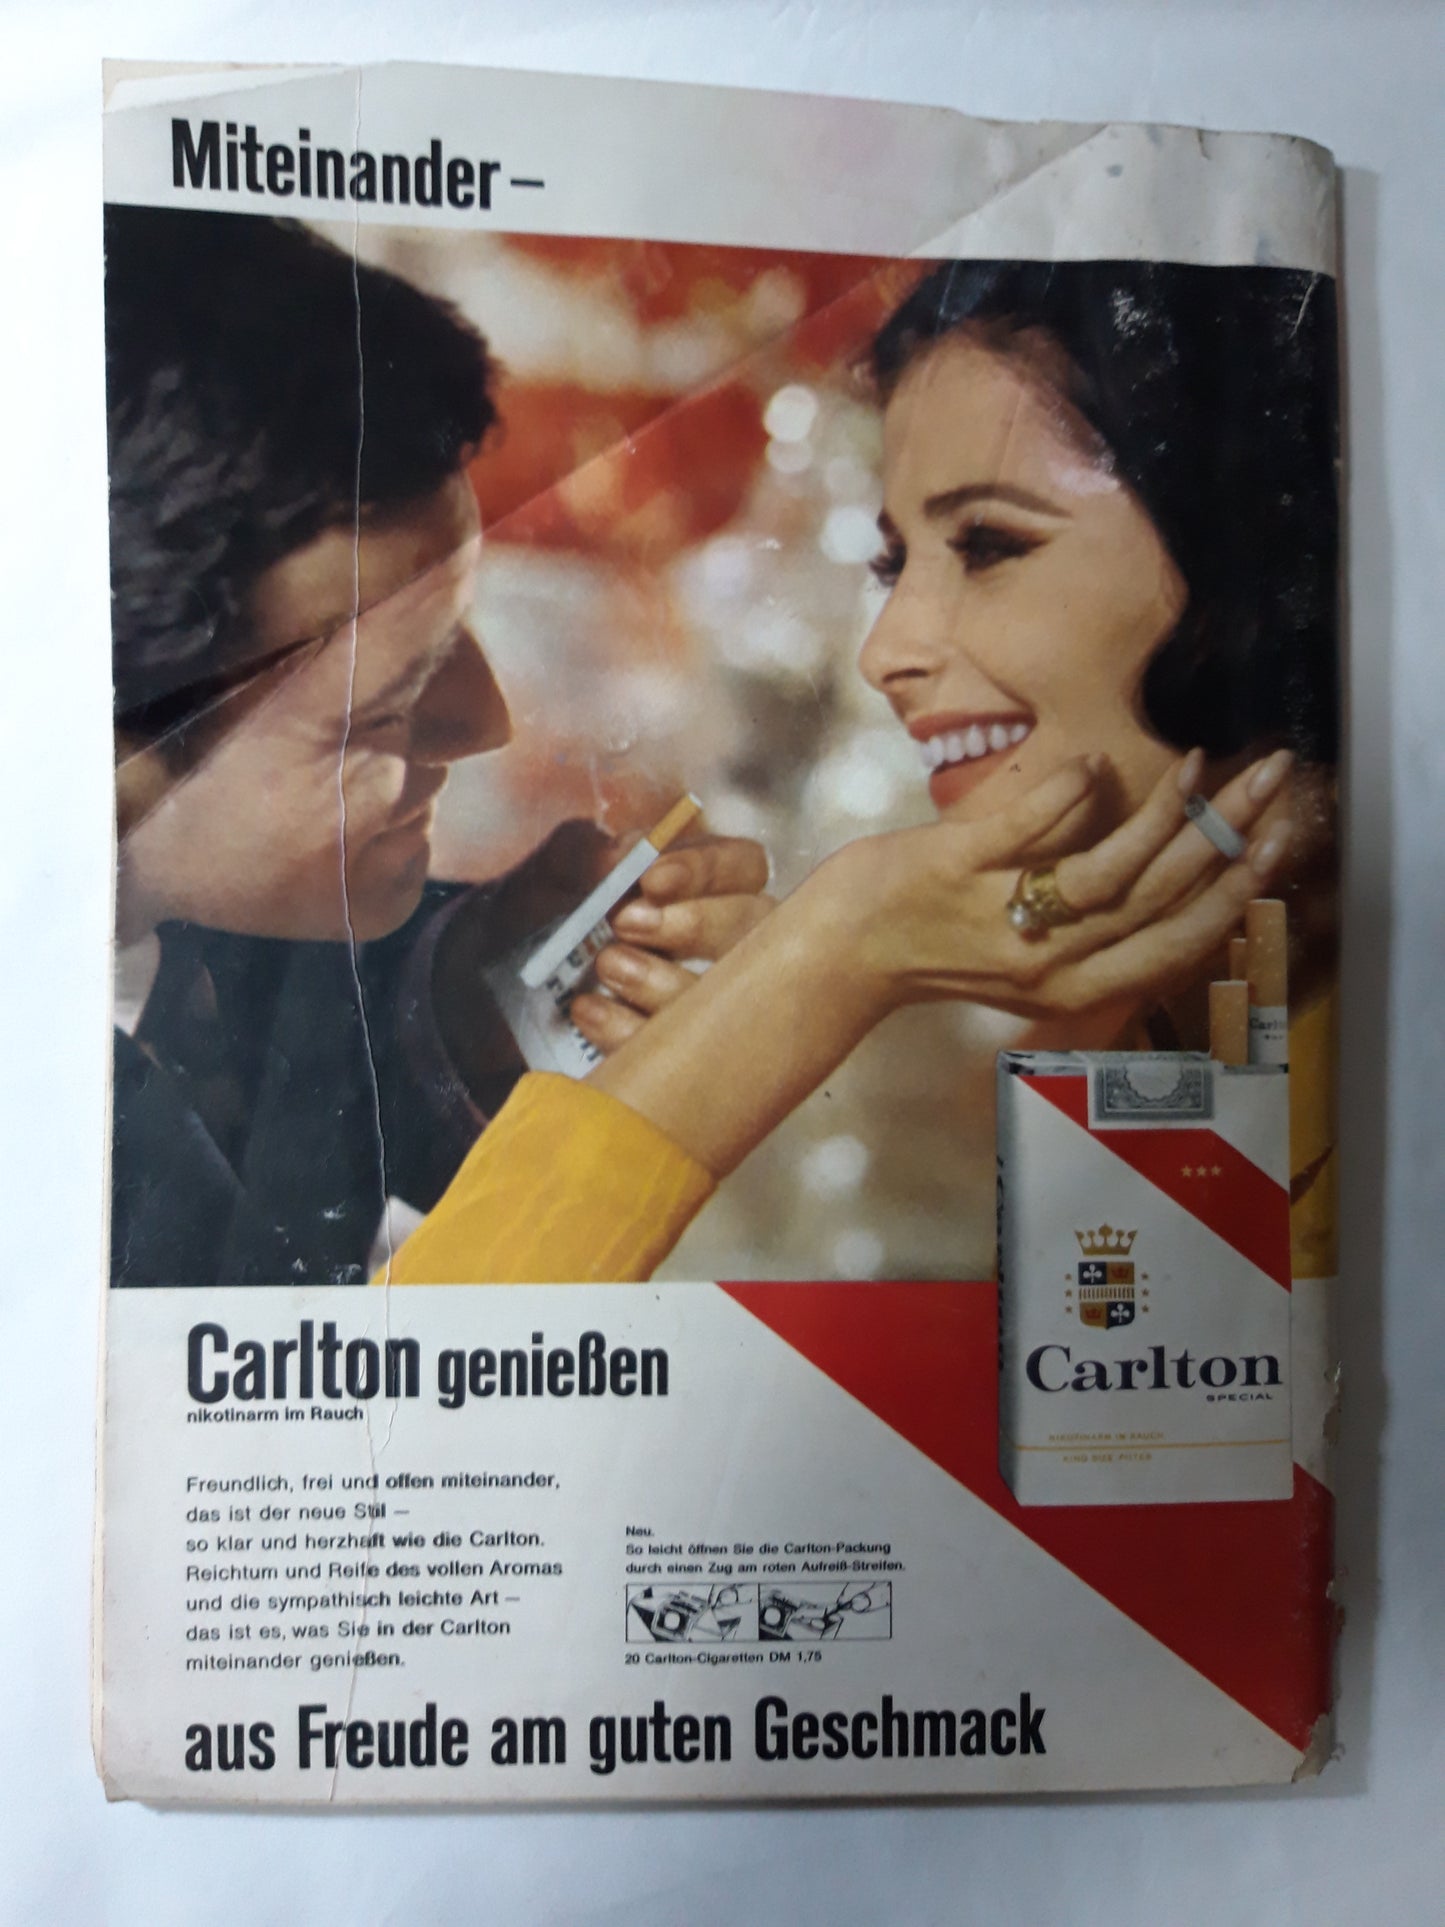 Miteinander –
Carlton genießen
nikotinarm im Rauch
Freundlich, frei und offen miteinander,
das ist der neue Stil –
so klar und herzhaft wie die Carlton.
Reichtum und Reife des vollen Aromas
und die sympathisch leichte Art –
das ist es, was Sie in der Carlton
miteinander genießen.
Neu.
So leicht öffnen Sie die Carlton-Packung
durch einen Zug am roten Aufreiß-Streifen.
20 Carlton-Cigaretten DM 1,75
aus Freude am guten Geschmack
Carlton
SPECIAL
NIKOTINARM IM RAUCH
KING SIZE FILTER